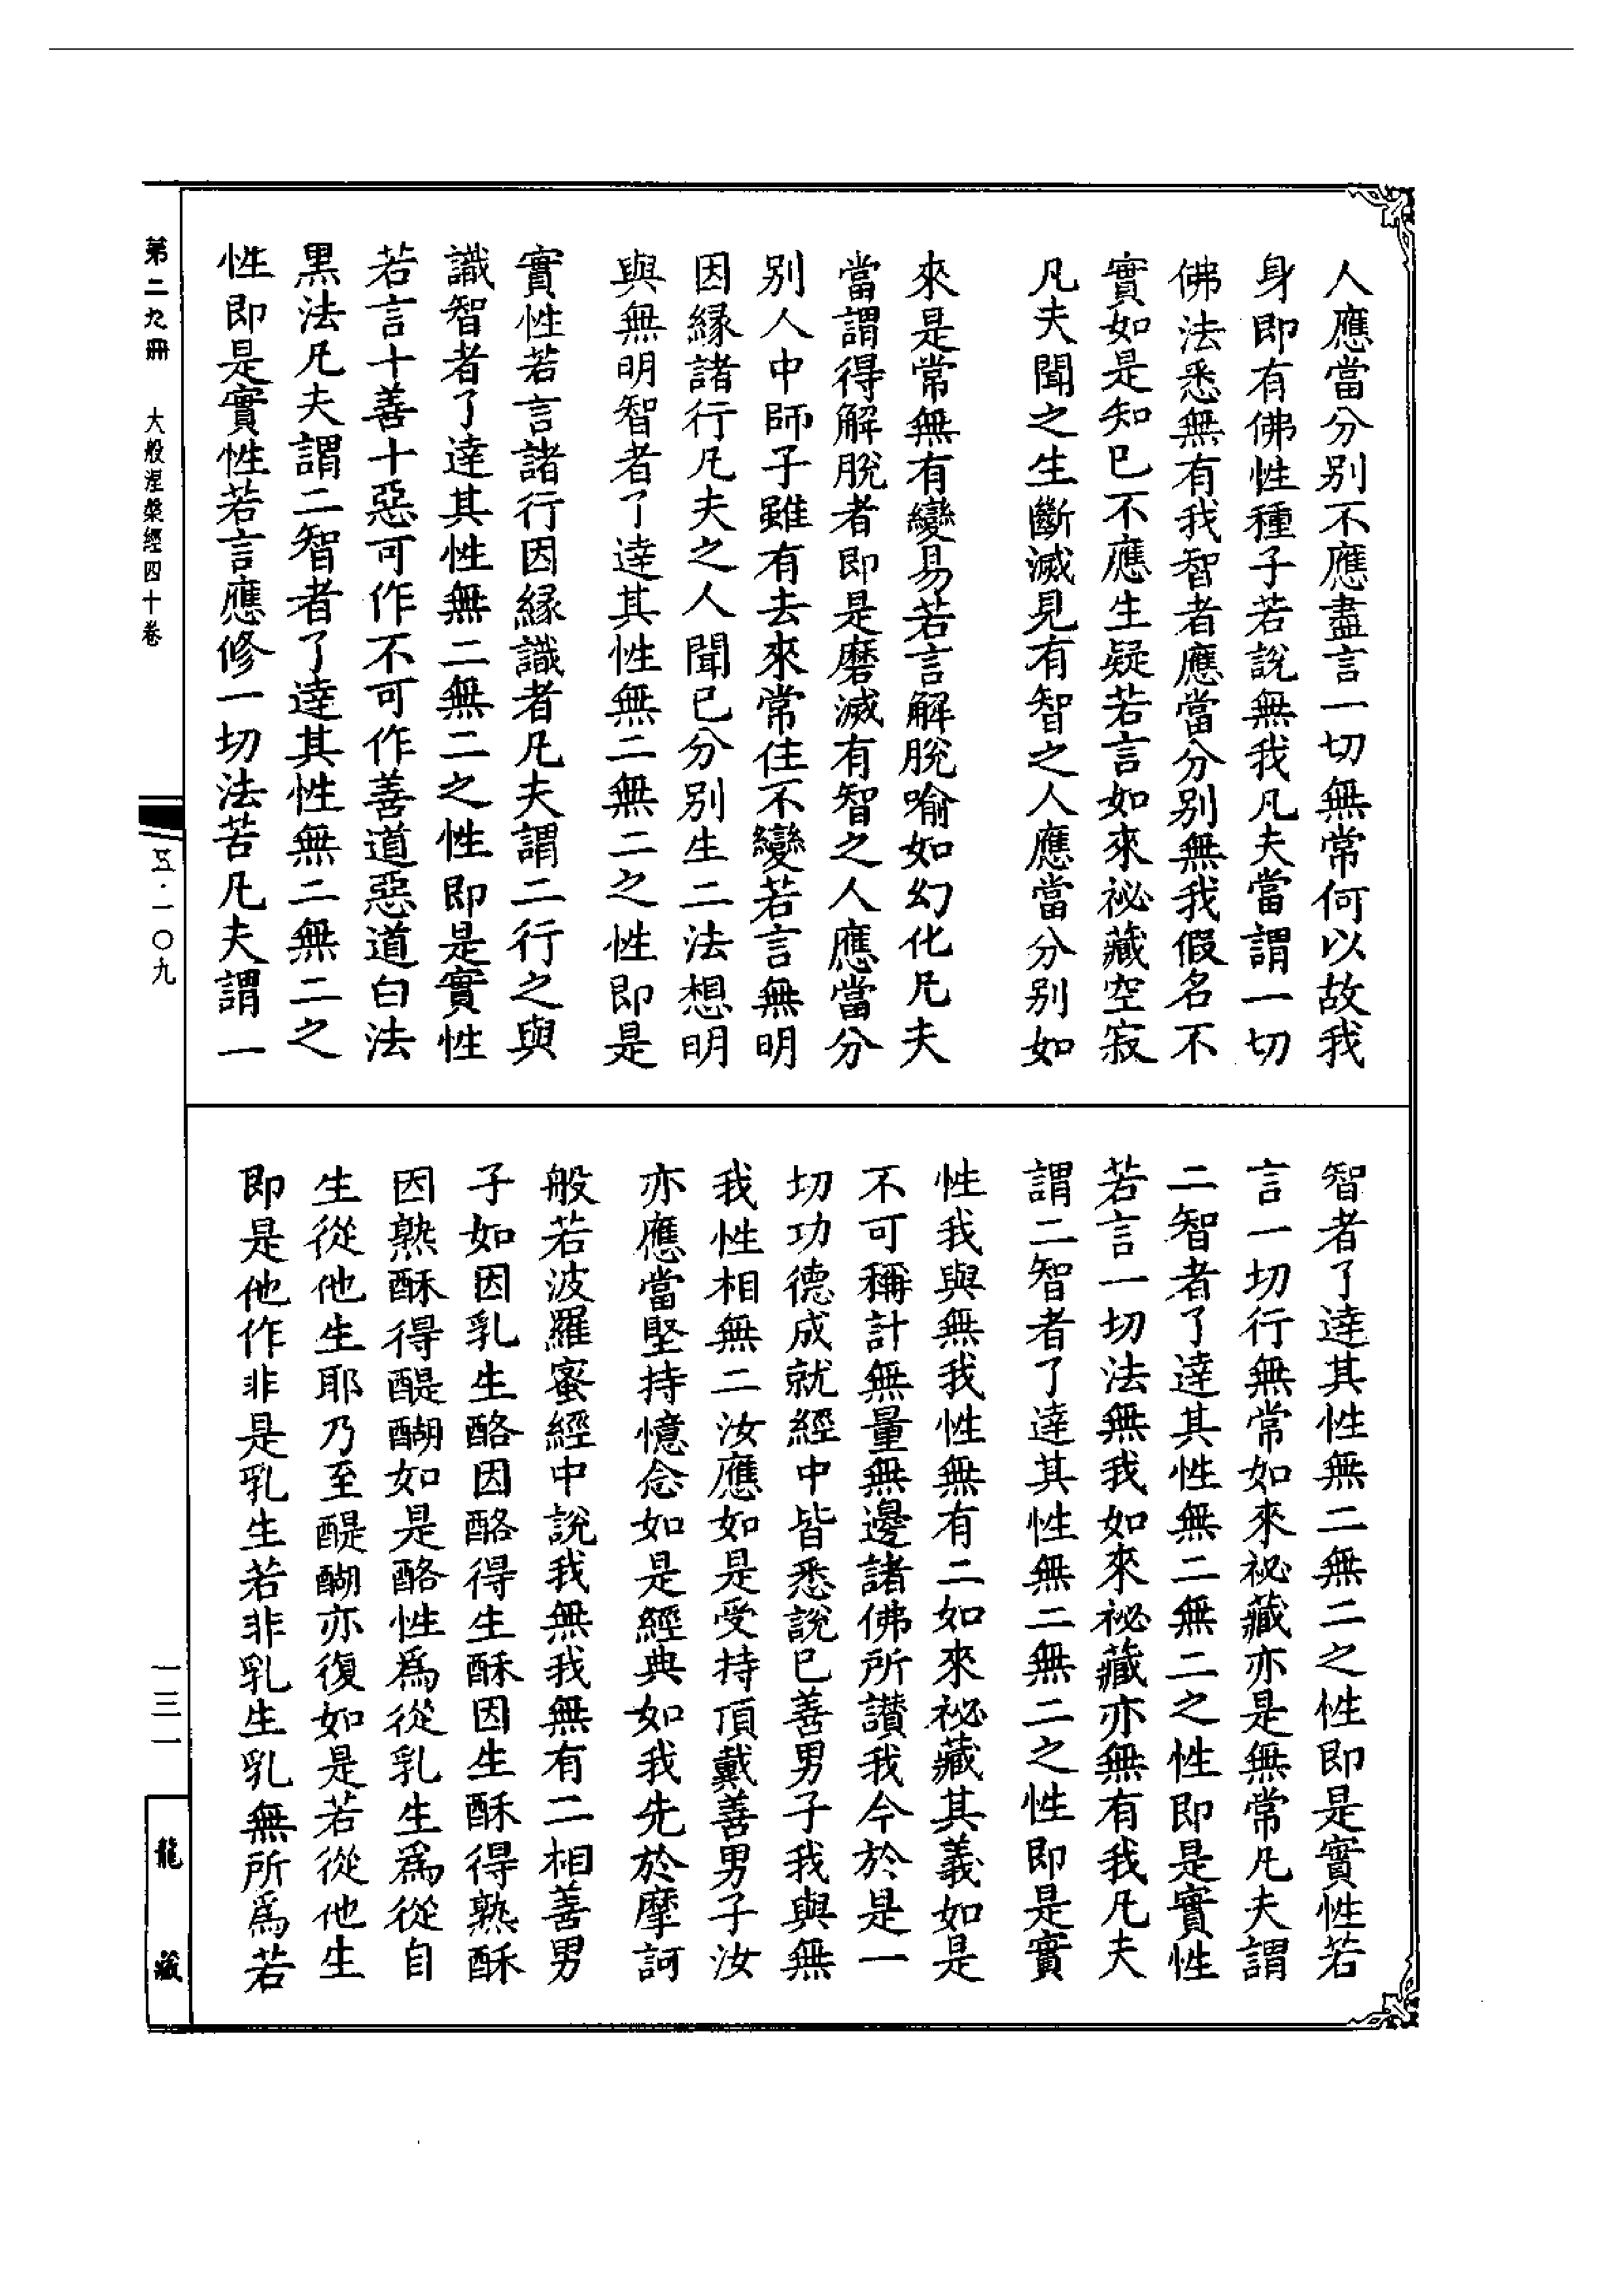 人應當分別不應盡言一切無常何以故我
身即有佛性種子若說無我凡夫當謂一切
佛法悉無有我智者應當分別無我假名不
實如是知已不應生疑若言如來祕藏空寂
凡夫聞之生斷滅見有智之人應當分別如
來是常無有變易若言解脫喻如幻化凡夫
當謂得解脫者即是磨滅有智之人應當分
別人中師子雖有去來常住不變若言無明
因緣諸行凡夫之人聞已分別生二法想明
與無明智者了達其性無二無二之性即是
實性若言諸行因緣識者凡夫謂二行之與
識智者了達其性無二無二之性即是實性
若言十善十惡可作不可作善道惡道白法
黑法凡夫謂二智者了達其性無二無二之
性即是實性若言應修一切法苦凡夫謂一
智者了達其性無二無二之性即是實性若
言一切行無常如來祕藏亦是無常凡夫謂
二智者了達其性無二無二之性即是實性
若言一切法無我如來祕藏亦無有我凡夫
謂二智者了達其性無二無二之性即是實
性我與無我性無有二如來祕藏其義如是
不可稱計無量無邊諸佛所讚我今於是一
切功德成就經中皆悉說已善男子我與無
我性相無二汝應如是受持頂戴善男子汝
亦應當堅持憶念如是經典如我先於摩訶
般若波羅蜜經中說我無我無有二相善男
子如因乳生酪因酪得生酥因生酥得熟酥
因熟酥得醍醐如是酪性為從乳生為從自
生從他生耶乃至醍醐亦復如是若從他生
即是他作非是乳生若非乳生乳無所為若
第二九冊 大般涅槃經四十卷
五·一〇九
一三一
龍藏